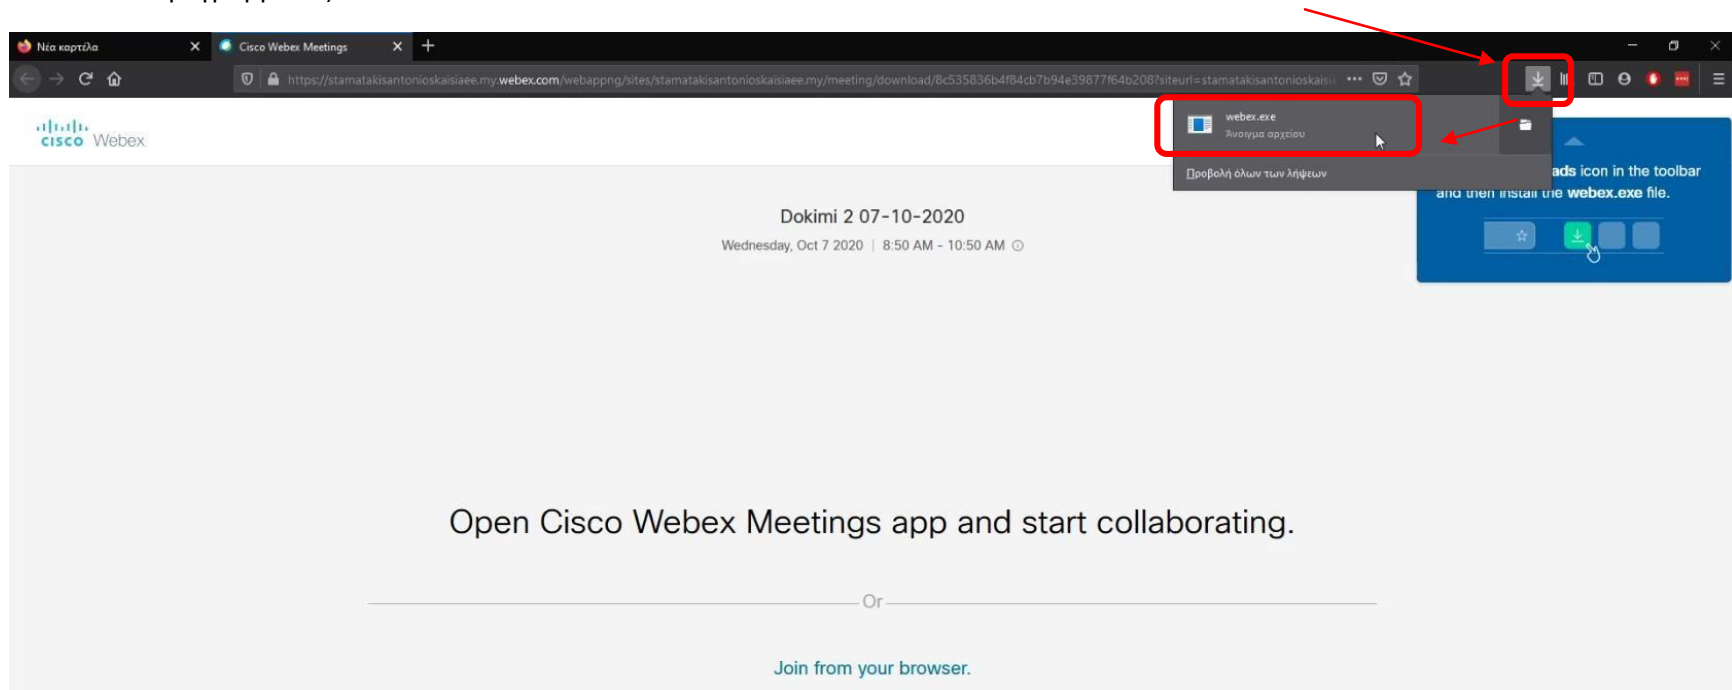 Νέα καρτέλα
Cisco Webex Meetings
https://stamatakisantonioskaisiaee.my.webex.com/webappng/sites/stamatakisantonioskaisiaee.my/meeting/download/8c535836b4f84cb7b94e39877f64b208?siteurl=stamatakisantonioskaisia
cisco Webex
webex.exe
Άνοιγμα αρχείου
Προβολή όλων των λήψεων
ads icon in the toolbar
and then install the webex.exe file.
Dokimi 2 07-10-2020
Wednesday, Oct 7 2020 | 8:50 AM - 10:50 AM
Open Cisco Webex Meetings app and start collaborating.
Or
Join from your browser.